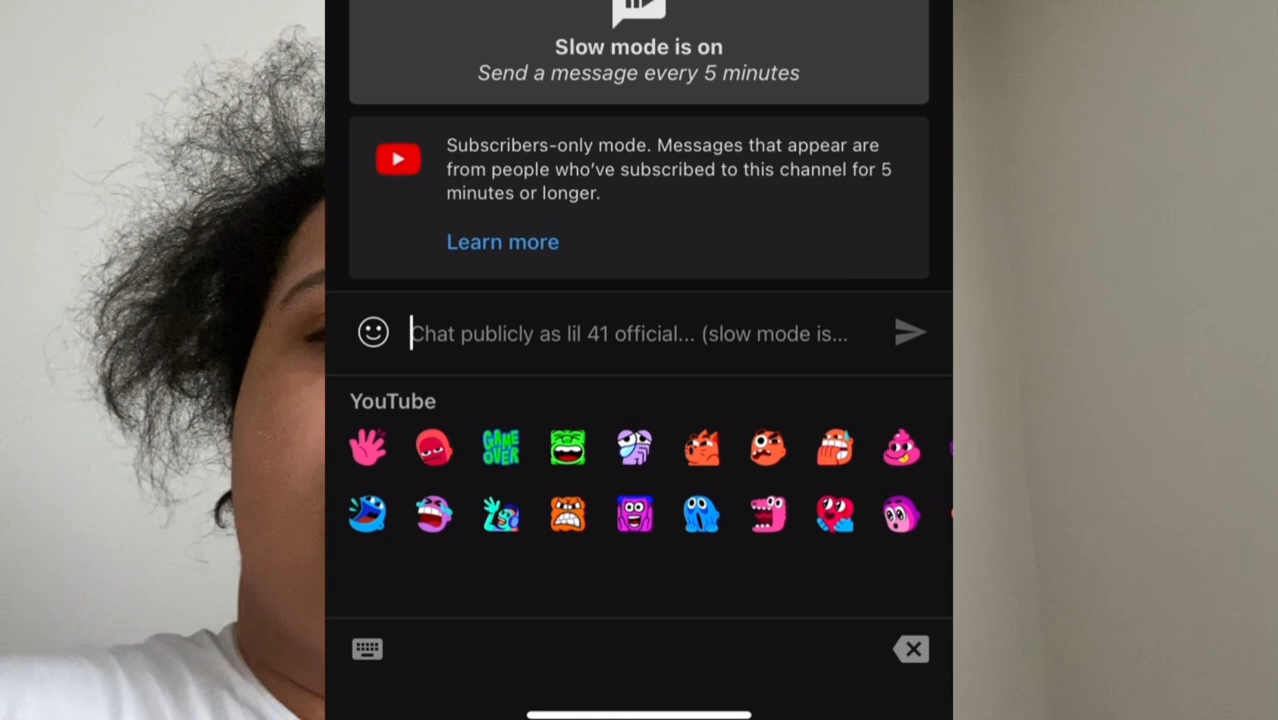 Slow mode is on
Send a message every 5 minutes
Subscribers-only mode. Messages that appear are
from people who’ve subscribed to this channel for 5
minutes or longer.
Learn more
Chat publicly as lil 41 official... (slow mode is...
YouTube
GAME
OVER